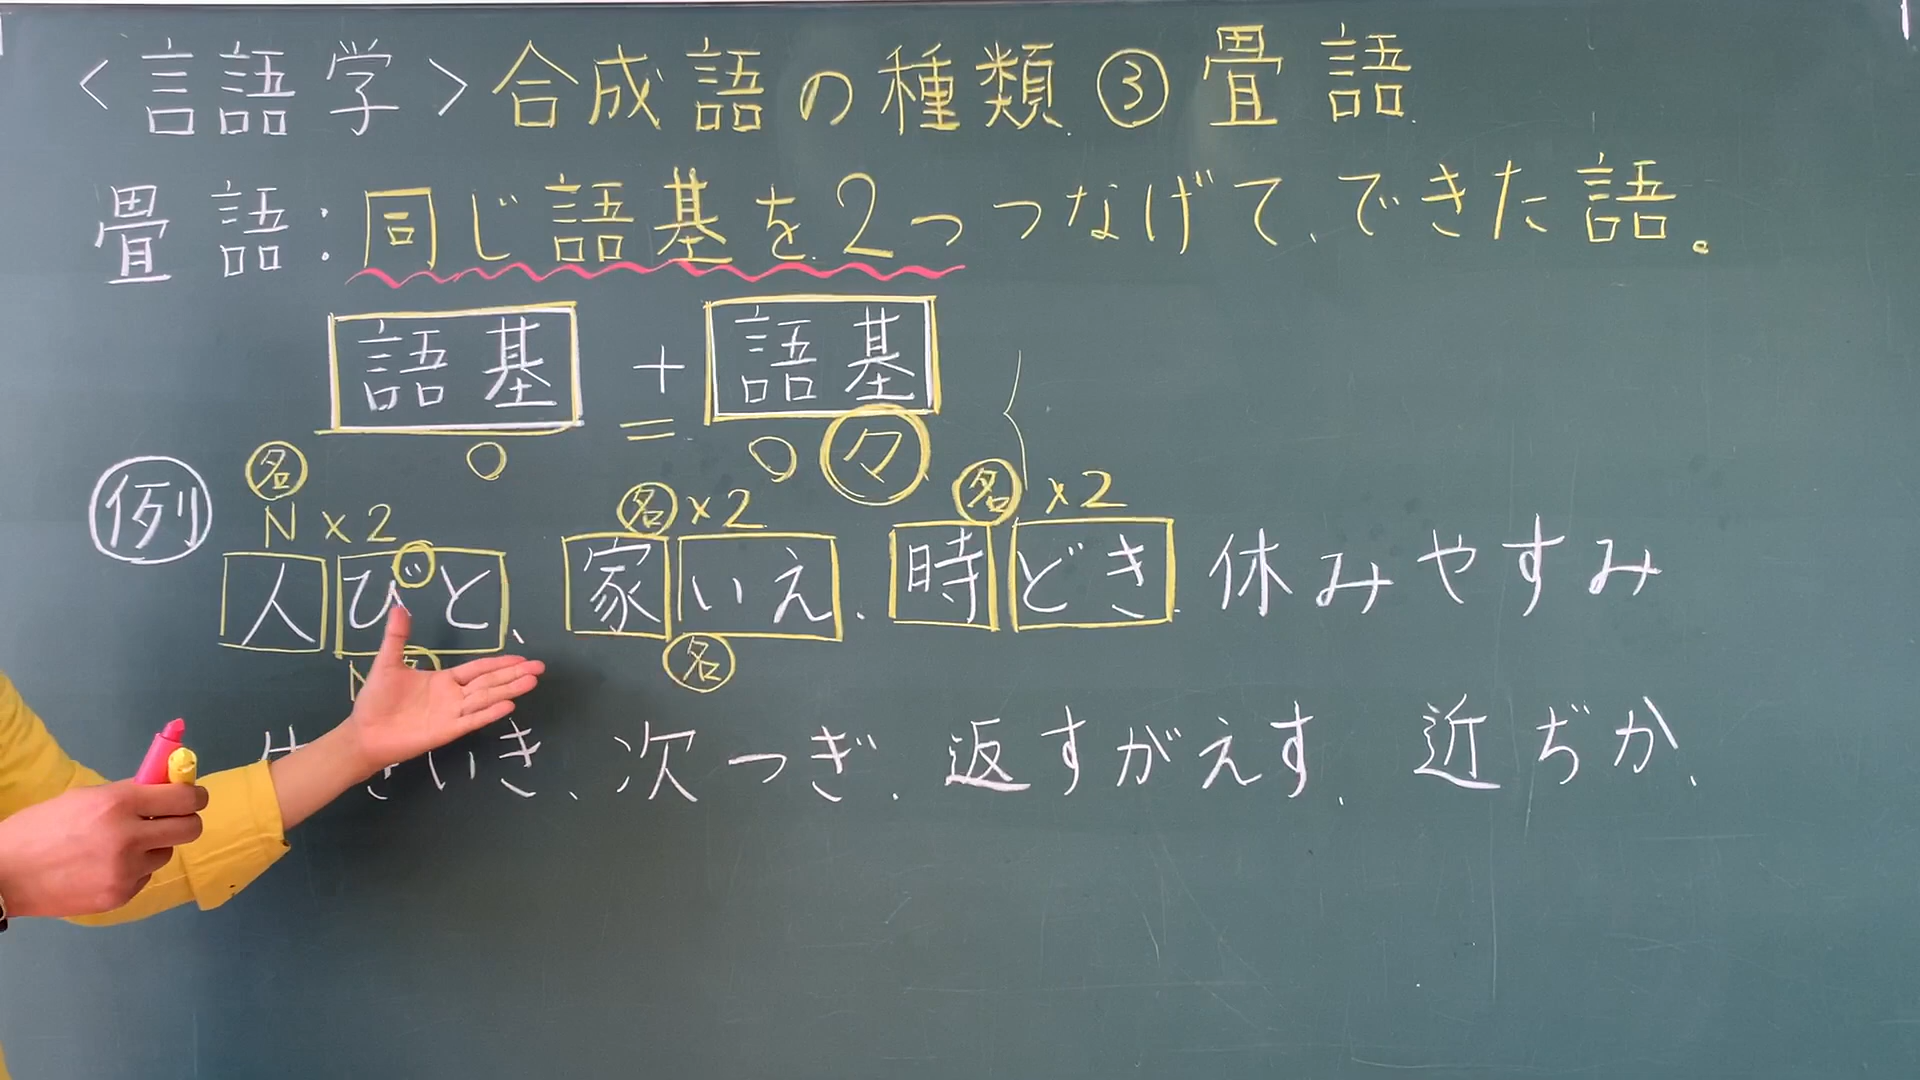 <言語学>合成語の種類③畳語
畳語:同じ語基を2つつなげて、できた語。
語基+語基
○=○々
例
名
N×2 名×2 名×2
人びと、家いえ、時どき、休みやすみ
名
いき、次つぎ、返すがえす、近ぢか、